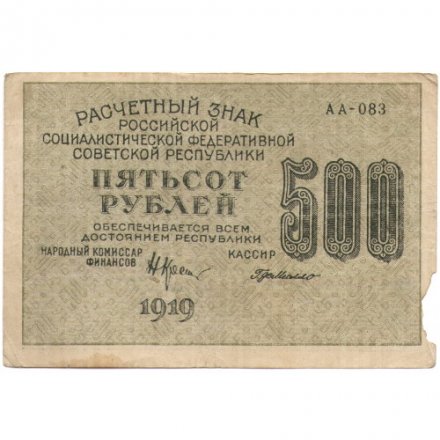 РАСЧЕТНЫЙ ЗНАК
РОССИЙСКОЙ
СОЦИАЛИСТИЧЕСКОЙ ФЕДЕРАТИВНОЙ
СОВЕТСКОЙ РЕСПУБЛИКИ
АА-083
ПЯТЬСОТ
РУБЛЕЙ
500
ОБЕСПЕЧИВАЕТСЯ ВСЕМ
ДОСТОЯНИЕМ РЕСПУБЛИКИ
НАРОДНЫЙ КОМИССАР
ФИНАНСОВ
КАССИР
1919